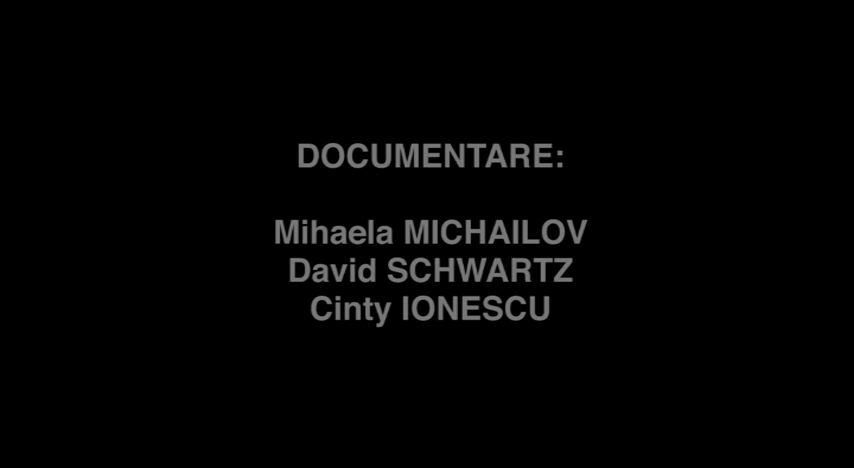 DOCUMENTARE:
Mihaela MICHAILOV
David SCHWARTZ
Cinty IONESCU